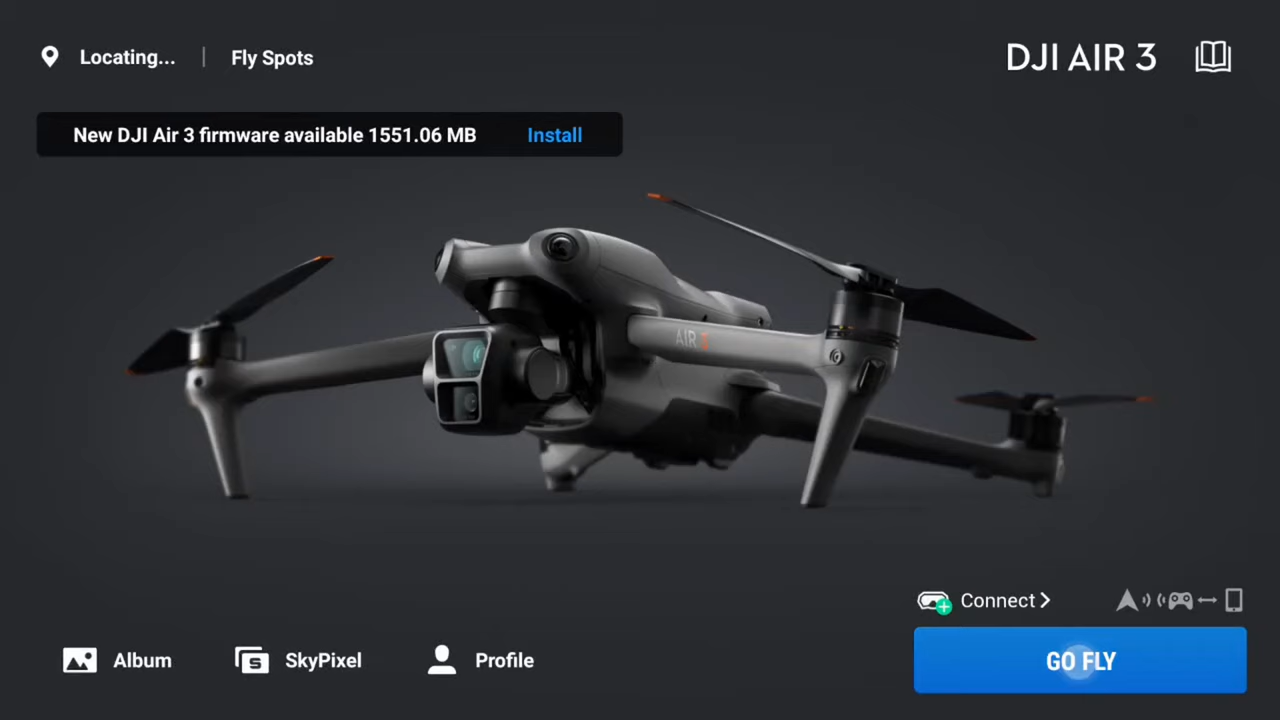 Locating...
Fly Spots
DJI AIR 3
New DJI Air 3 firmware available 1551.06 MB
Install
AIR 3
Connect
Album
SkyPixel
Profile
GO FLY